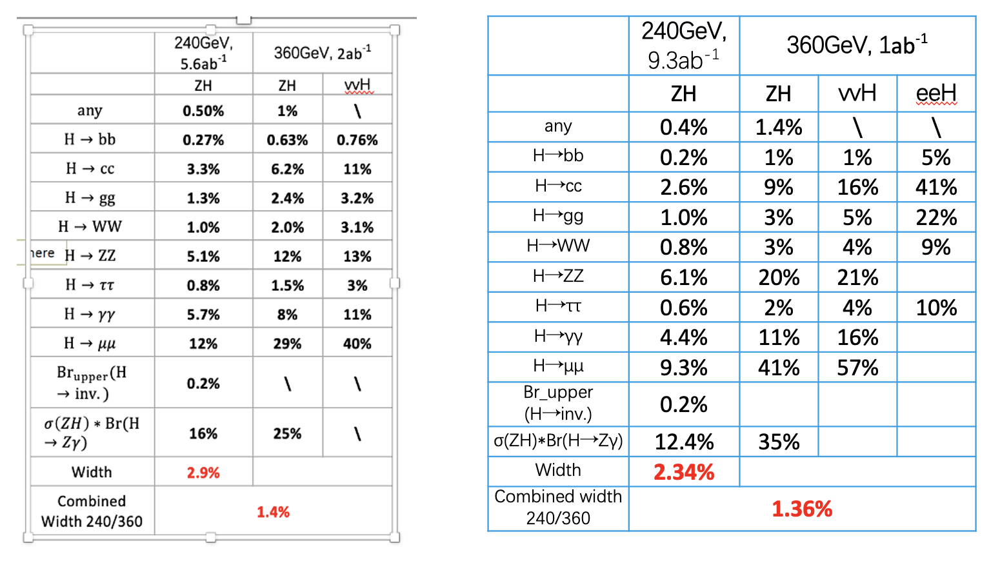 240GeV,
5.6ab-1
360GeV, 2ab-1
ZH
ZH
vvH
any
0.50%
1%
\
H → bb
0.27%
0.63%
0.76%
H → cc
3.3%
6.2%
11%
H → gg
1.3%
2.4%
3.2%
H → WW
1.0%
2.0%
3.1%
here
H → ZZ
5.1%
12%
13%
H → ττ
0.8%
1.5%
3%
H → γγ
5.7%
8%
11%
H → μμ
12%
29%
40%
Brupper(H
→ inv.)
0.2%
\
\
σ(ZH) ∗ Br(H
→ Zγ)
16%
25%
\
Width
2.9%
Combined
Width 240/360
1.4%
240GeV,
9.3ab-1
360GeV, 1ab-1
ZH
ZH
vvH
eeH
any
0.4%
1.4%
\
\
H→bb
0.2%
1%
1%
5%
H→cc
2.6%
9%
16%
41%
H→gg
1.0%
3%
5%
22%
H→WW
0.8%
3%
4%
9%
H→ZZ
6.1%
20%
21%
H→ττ
0.6%
2%
4%
10%
H→γγ
4.4%
11%
16%
H→μμ
9.3%
41%
57%
Br_upper
(H→inv.)
0.2%
σ(ZH)*Br(H→Zγ)
12.4%
35%
Width
2.34%
Combined width
240/360
1.36%